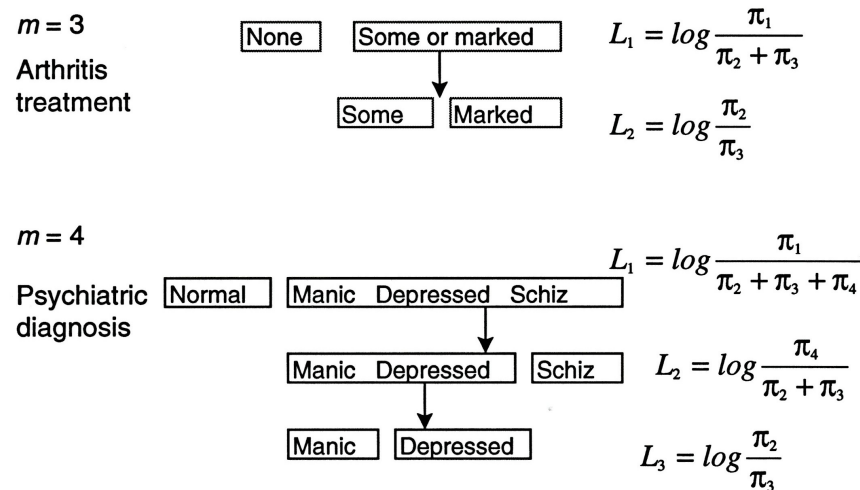 m = 3
None Some or marked
L₁ = log π₁ / (π₂ + π₃)
Arthritis
treatment
Some Marked
L₂ = log π₂ / π₃
m = 4
L₁ = log π₁ / (π₂ + π₃ + π₄)
Psychiatric
diagnosis
Normal Manic Depressed Schiz
Manic Depressed Schiz
L₂ = log π₄ / (π₂ + π₃)
Manic Depressed
L₃ = log π₂ / π₃